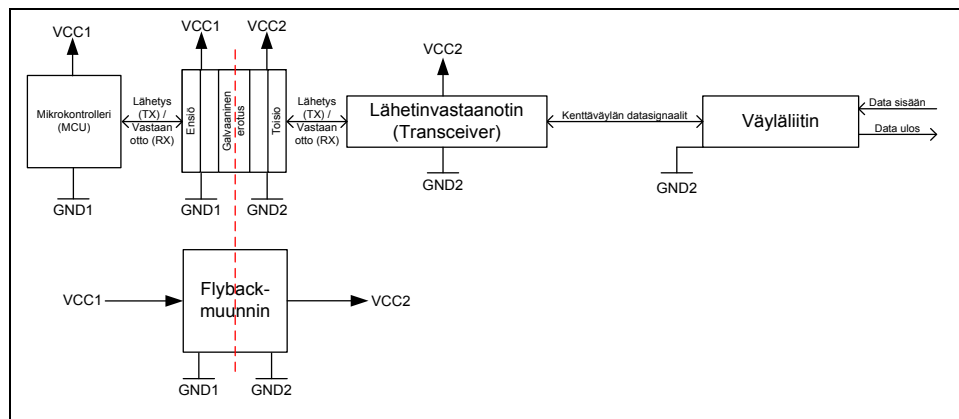 VCC1
VCC1
VCC2
VCC2
Mikrokontrolleri
(MCU)
Lähetys
(TX) /
Vastaan
otto (RX)
Ensiö
Galvaaninen
erotus
Toisio
Lähetys
(TX) /
Vastaan
otto (RX)
Lähetinvastaanotin
(Transceiver)
Kenttäväylän datasignaalit
Väyläliitin
Data sisään
Data ulos
GND1
GND1
GND2
GND2
GND2
VCC1
Flyback-
muunnin
VCC2
GND1
GND2